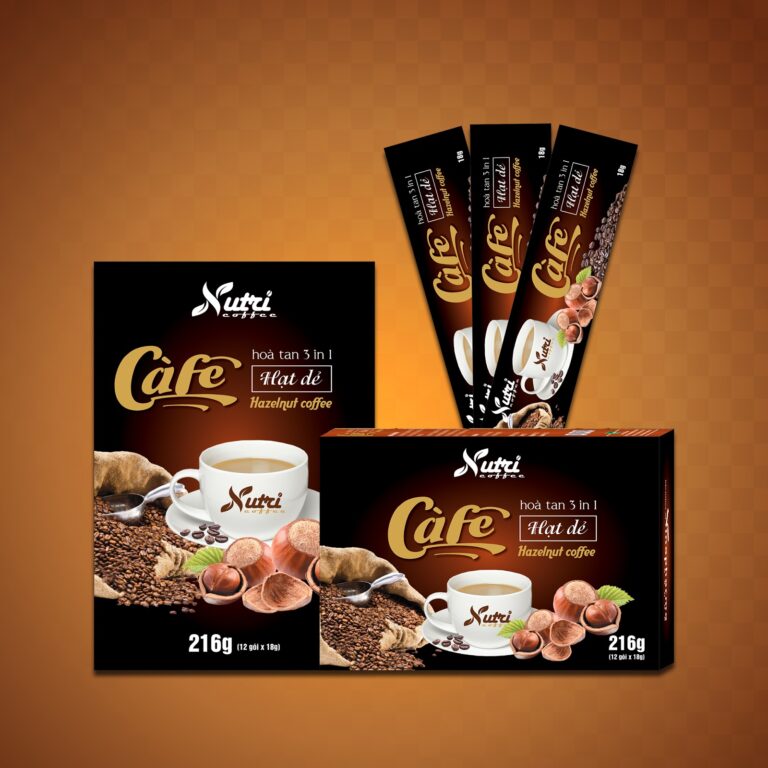 Nutri
coffee
Càfe
hoà tan 3 in 1
Hạt dẻ
Hazelnut coffee
Nutri
coffee
216g
(12 gói x 18g)
18g
hoà tan 3 in 1
Hạt dẻ
Hazelnut coffee
Càfe
18g
hoà tan 3 in 1
Hạt dẻ
Hazelnut coffee
Càfe
18g
hoà tan 3 in 1
Hạt dẻ
Hazelnut coffee
Càfe
Nutri
Nutri
Nutri
coffee
Càfe
hoà tan 3 in 1
Hạt dẻ
Hazelnut coffee
Nutri
coffee
216g
(12 gói x 18g)